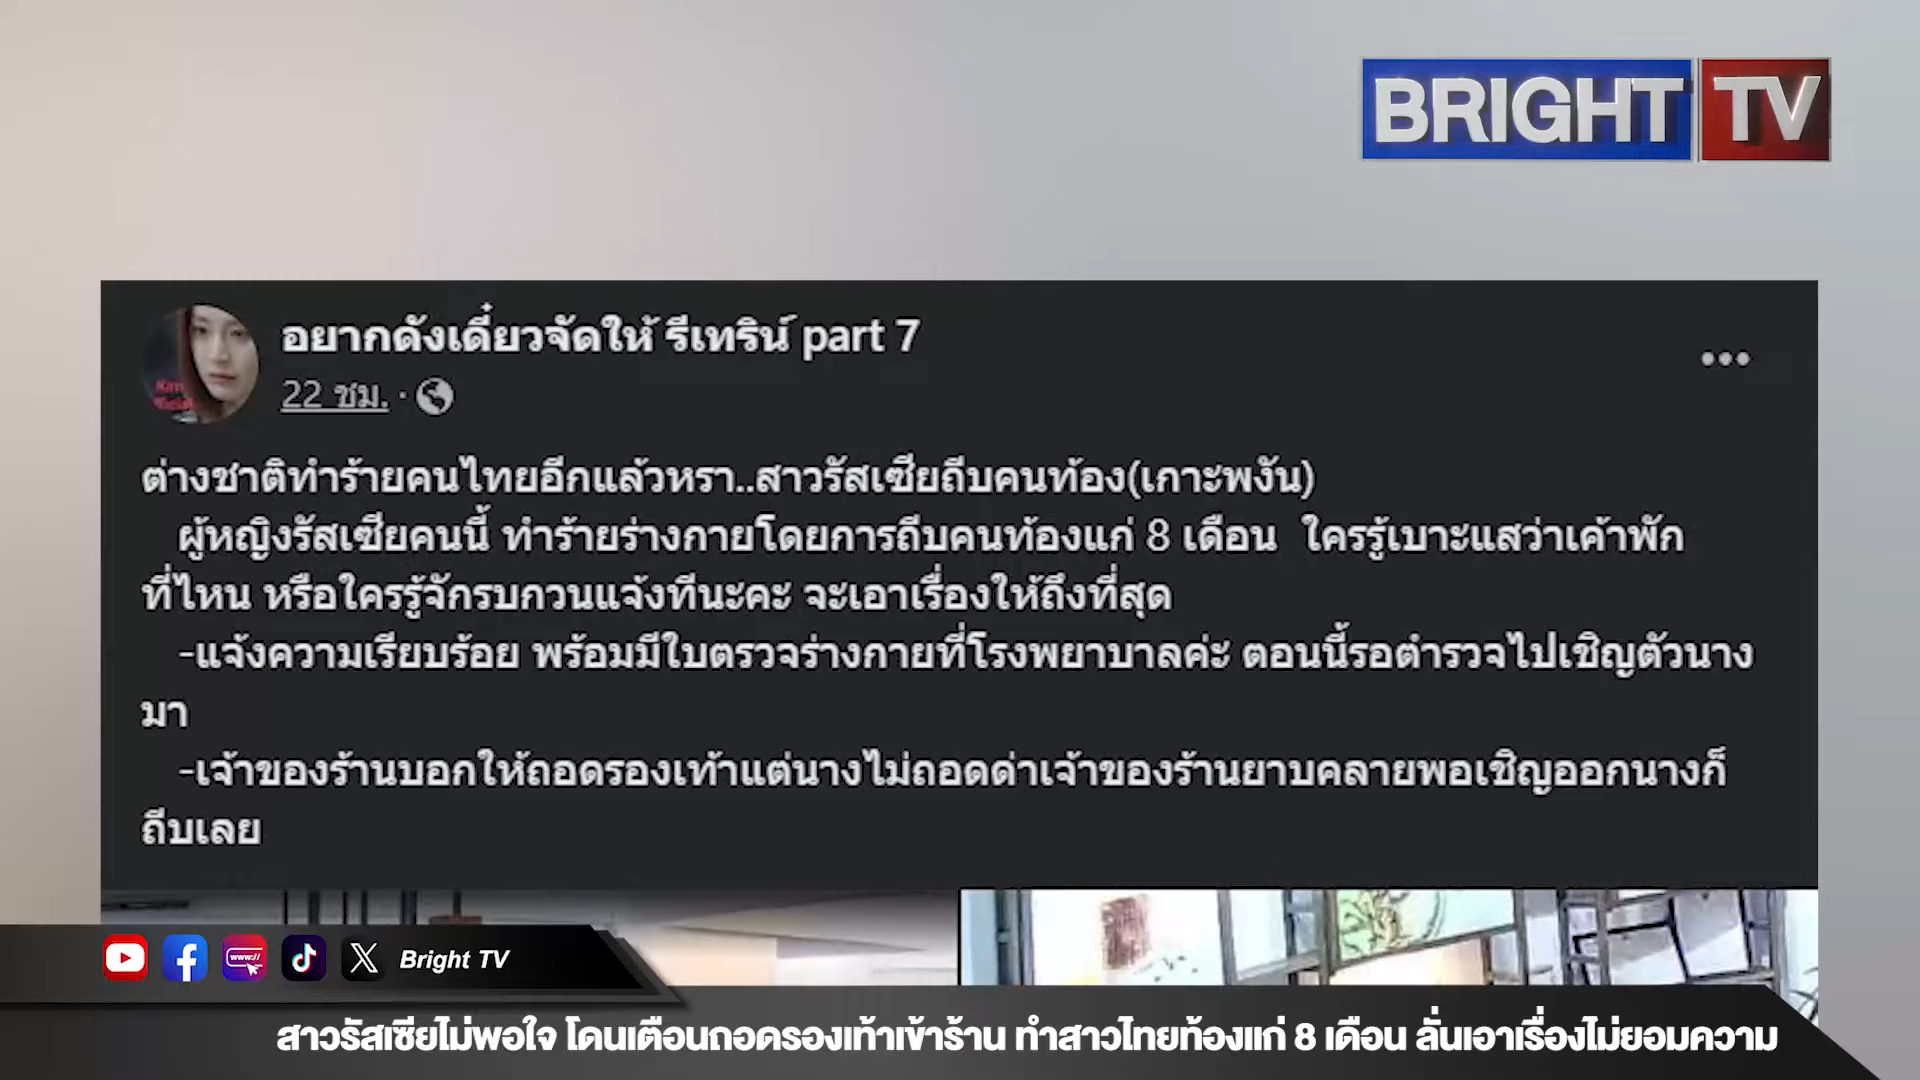 BRIGHT TV
อยากดังเดี๋ยวจัดให้ รีเทริน์ part 7
22 ชม. ·
ต่างชาติทำร้ายคนไทยอีกแล้วหรา..สาวรัสเซียถีบคนท้อง(เกาะพงัน)
ผู้หญิงรัสเซียคนนี้ ทำร้ายร่างกายโดยการถีบคนท้องแก่ 8 เดือน ใครรู้เบาะแสว่าเค้าพัก
ที่ไหน หรือใครรู้จักรบกวนแจ้งทีนะคะ จะเอาเรื่องให้ถึงที่สุด
-แจ้งความเรียบร้อย พร้อมมีใบตรวจร่างกายที่โรงพยาบาลค่ะ ตอนนี้รอตำรวจไปเชิญตัวนาง
มา
-เจ้าของร้านบอกให้ถอดรองเท้าแต่นางไม่ถอดด่าเจ้าของร้านยาบคลายพอเชิญออกนางก็
ถีบเลย
www:// Bright TV
สาวรัสเซียไม่พอใจ โดนเตือนถอดรองเท้าเข้าร้าน ทำสาวไทยท้องแก่ 8 เดือน ลั่นเอาเรื่องไม่ยอมความ